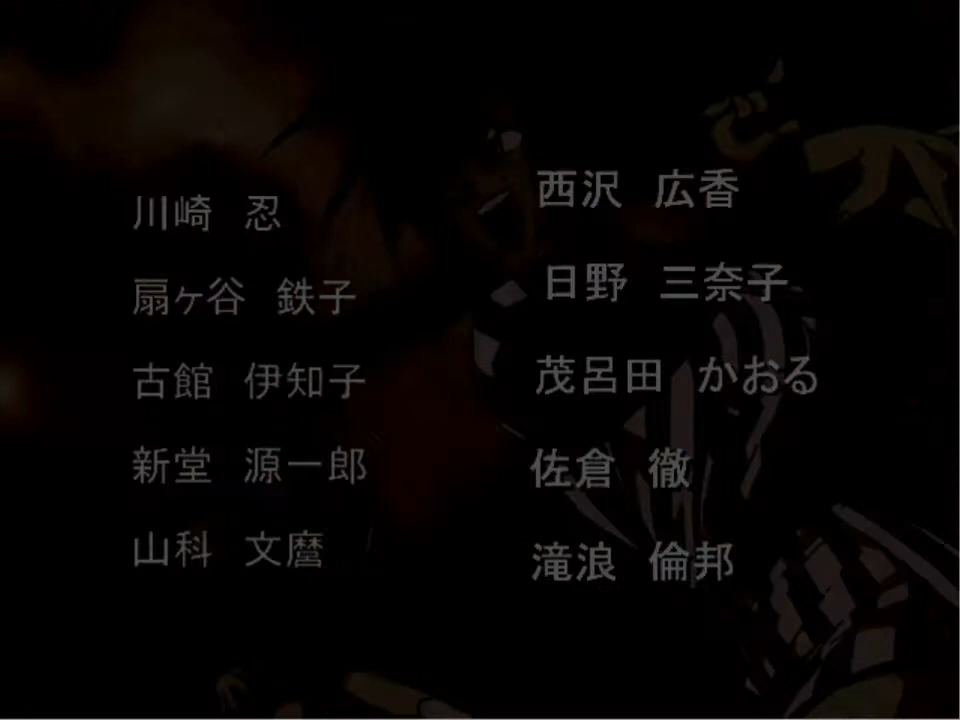 川崎 忍
扇ヶ谷 鉄子
古館 伊知子
新堂 源一郎
山科 文麿
西沢 広香
日野 三奈子
茂呂田 かおる
佐倉 徹
滝浪 倫邦